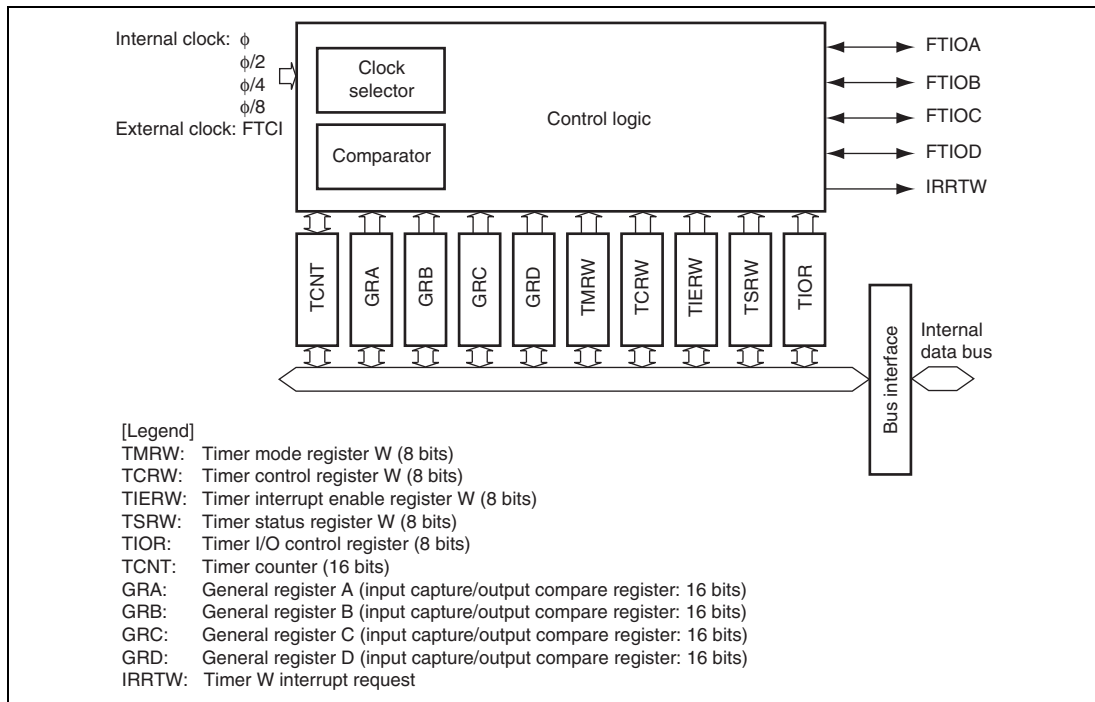 Internal clock: ϕ
ϕ/2
ϕ/4
ϕ/8
External clock: FTCI
Clock
selector
Comparator
Control logic
FTIOA
FTIOB
FTIOC
FTIOD
IRRTW
TCNT
GRA
GRB
GRC
GRD
TMRW
TCRW
TIERW
TSRW
TIOR
Bus interface
Internal
data bus
[Legend]
TMRW: Timer mode register W (8 bits)
TCRW: Timer control register W (8 bits)
TIERW: Timer interrupt enable register W (8 bits)
TSRW: Timer status register W (8 bits)
TIOR: Timer I/O control register (8 bits)
TCNT: Timer counter (16 bits)
GRA: General register A (input capture/output compare register: 16 bits)
GRB: General register B (input capture/output compare register: 16 bits)
GRC: General register C (input capture/output compare register: 16 bits)
GRD: General register D (input capture/output compare register: 16 bits)
IRRTW: Timer W interrupt request